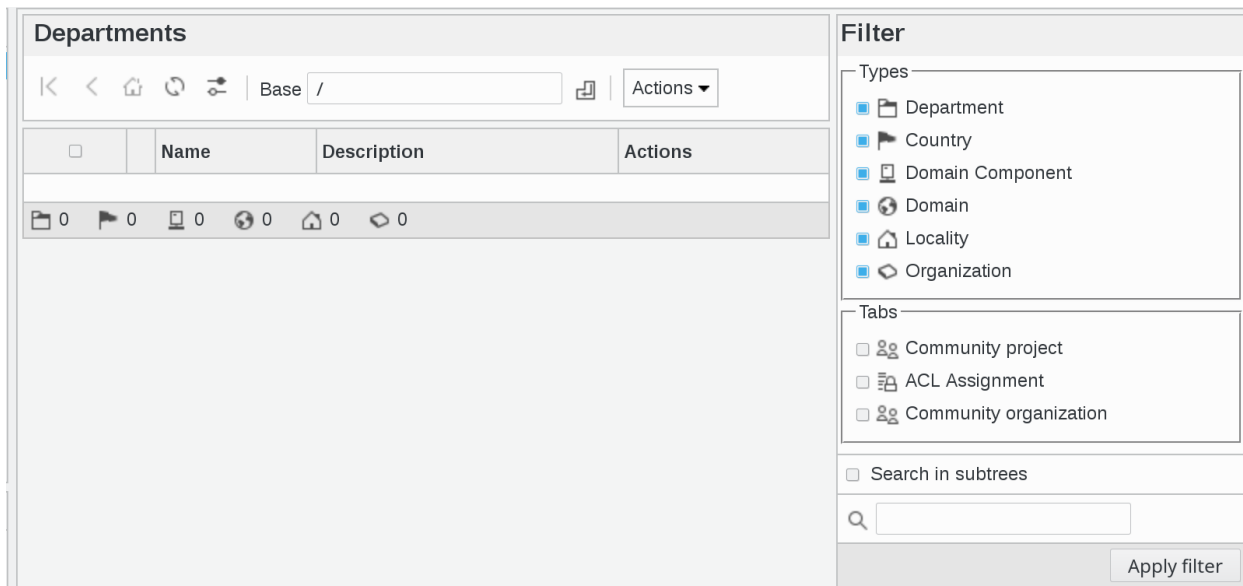 Departments
Base / Actions
Name Description Actions
0 0 0 0 0 0
Filter
Types
Department
Country
Domain Component
Domain
Locality
Organization
Tabs
Community project
ACL Assignment
Community organization
Search in subtrees
Apply filter